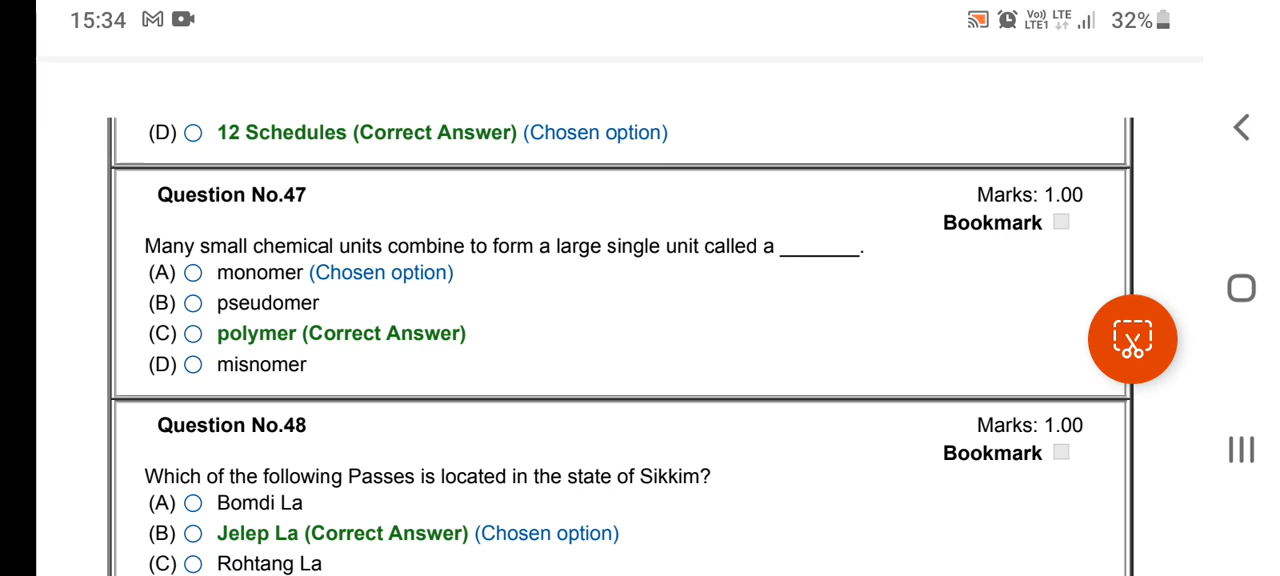 15:34 Vo)) LTE LTE1 32%
(D) 12 Schedules (Correct Answer) (Chosen option)
Question No.47 Marks: 1.00
Bookmark
Many small chemical units combine to form a large single unit called a _______.
(A) monomer (Chosen option)
(B) pseudomer
(C) polymer (Correct Answer)
(D) misnomer
Question No.48 Marks: 1.00
Bookmark
Which of the following Passes is located in the state of Sikkim?
(A) Bomdi La
(B) Jelep La (Correct Answer) (Chosen option)
(C) Rohtang La